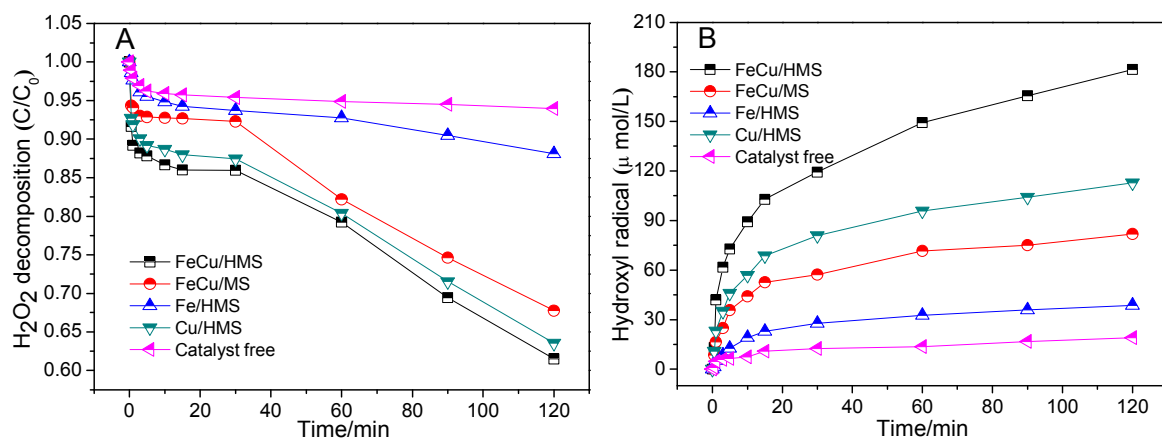 A
H₂O₂ decomposition (C/C₀)
1.05
1.00
0.95
0.90
0.85
0.80
0.75
0.70
0.65
0.60
FeCu/HMS
FeCu/MS
Fe/HMS
Cu/HMS
Catalyst free
0 20 40 60 80 100 120
Time/min
B
Hydroxyl radical (μ mol/L)
210
180
150
120
90
60
30
0
FeCu/HMS
FeCu/MS
Fe/HMS
Cu/HMS
Catalyst free
0 20 40 60 80 100 120
Time/min